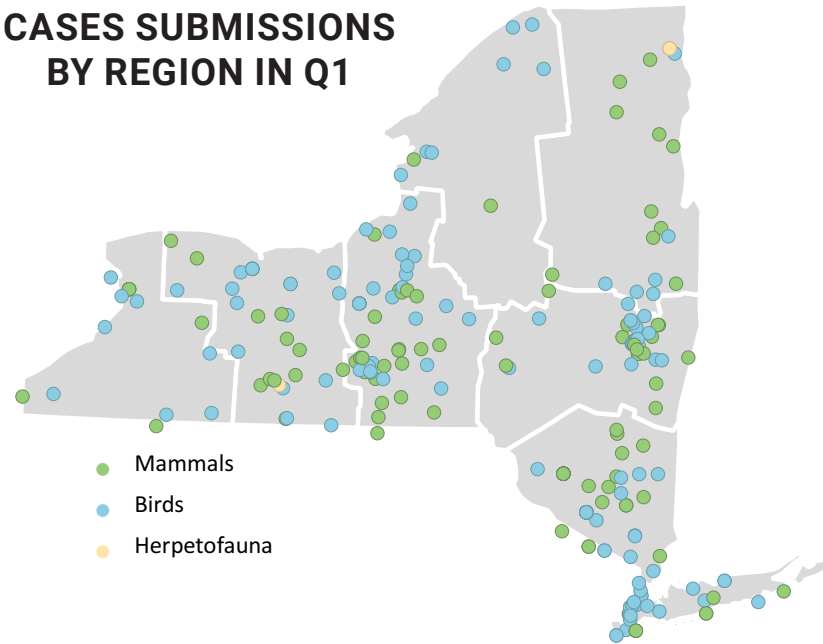 CASES SUBMISSIONS
BY REGION IN Q1
Mammals
Birds
Herpetofauna